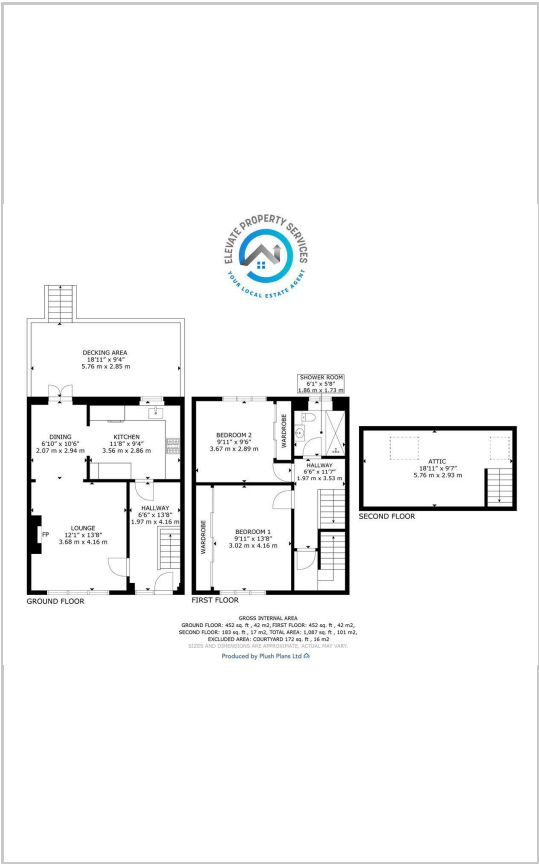 ELEVATE PROPERTY SERVICES
YOUR LOCAL ESTATE AGENT
DECKING AREA
18'11" x 9'4"
5.76 m x 2.85 m
DINING
6'10" x 10'6"
2.07 m x 2.94 m
KITCHEN
11'8" x 9'4"
3.56 m x 2.86 m
LOUNGE
12'1" x 13'8"
3.68 m x 4.16 m
FP
HALLWAY
6'6" x 13'8"
1.97 m x 4.16 m
GROUND FLOOR
SHOWER ROOM
6'1" x 5'8"
1.86 m x 1.73 m
BEDROOM 2
9'11" x 9'6"
3.67 m x 2.89 m
WARDROBE
HALLWAY
6'6" x 11'7"
1.97 m x 3.53 m
WARDROBE
BEDROOM 1
9'11" x 13'8"
3.02 m x 4.16 m
FIRST FLOOR
ATTIC
18'11" x 9'7"
5.76 m x 2.93 m
SECOND FLOOR
GROSS INTERNAL AREA
GROUND FLOOR: 452 sq. ft , 42 m2, FIRST FLOOR: 452 sq. ft , 42 m2,
SECOND FLOOR: 183 sq. ft , 17 m2, TOTAL AREA: 1,087 sq. ft , 101 m2,
EXCLUDED AREA: COURTYARD 172 sq. ft , 16 m2
SIZES AND DIMENSIONS ARE APPROXIMATE, ACTUAL MAY VARY.
Produced by Plush Plans Ltd